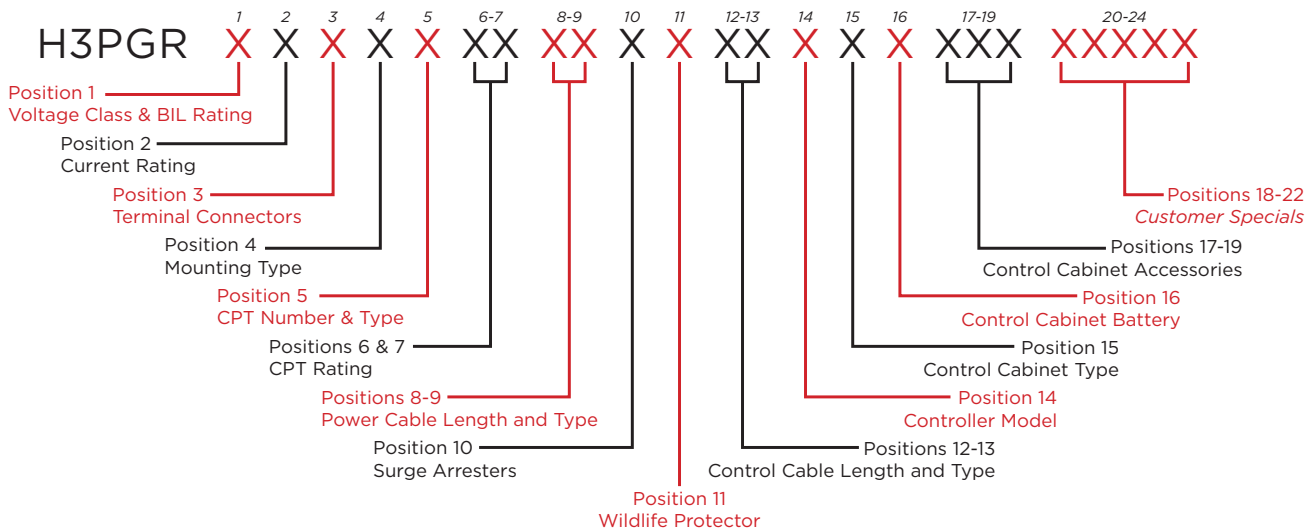 1 2 3 4 5 6-7 8-9 10 11 12-13 14 15 16 17-19 20-24
H3PGR X X X X X XX XX X X XX X X X XXX XXXXX
Position 1
Voltage Class & BIL Rating
Position 2
Current Rating
Position 3
Terminal Connectors
Positions 18-22
Customer Specials
Position 4
Mounting Type
Positions 17-19
Control Cabinet Accessories
Position 5
CPT Number & Type
Position 16
Control Cabinet Battery
Positions 6 & 7
CPT Rating
Position 15
Control Cabinet Type
Positions 8-9
Power Cable Length and Type
Position 14
Controller Model
Position 10
Surge Arresters
Positions 12-13
Control Cable Length and Type
Position 11
Wildlife Protector